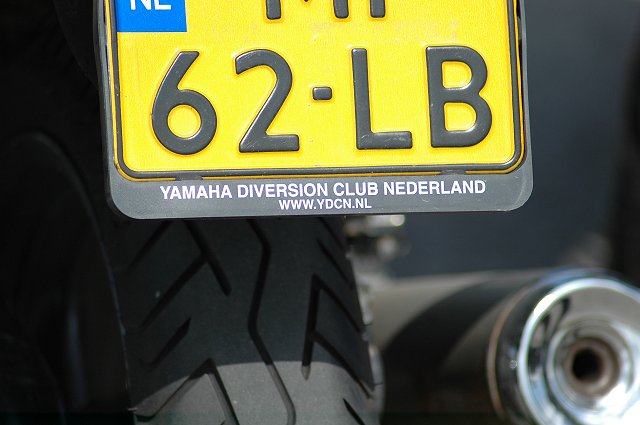 NL
62-LB
YAMAHA DIVERSION CLUB NEDERLAND
WWW.YDCN.NL